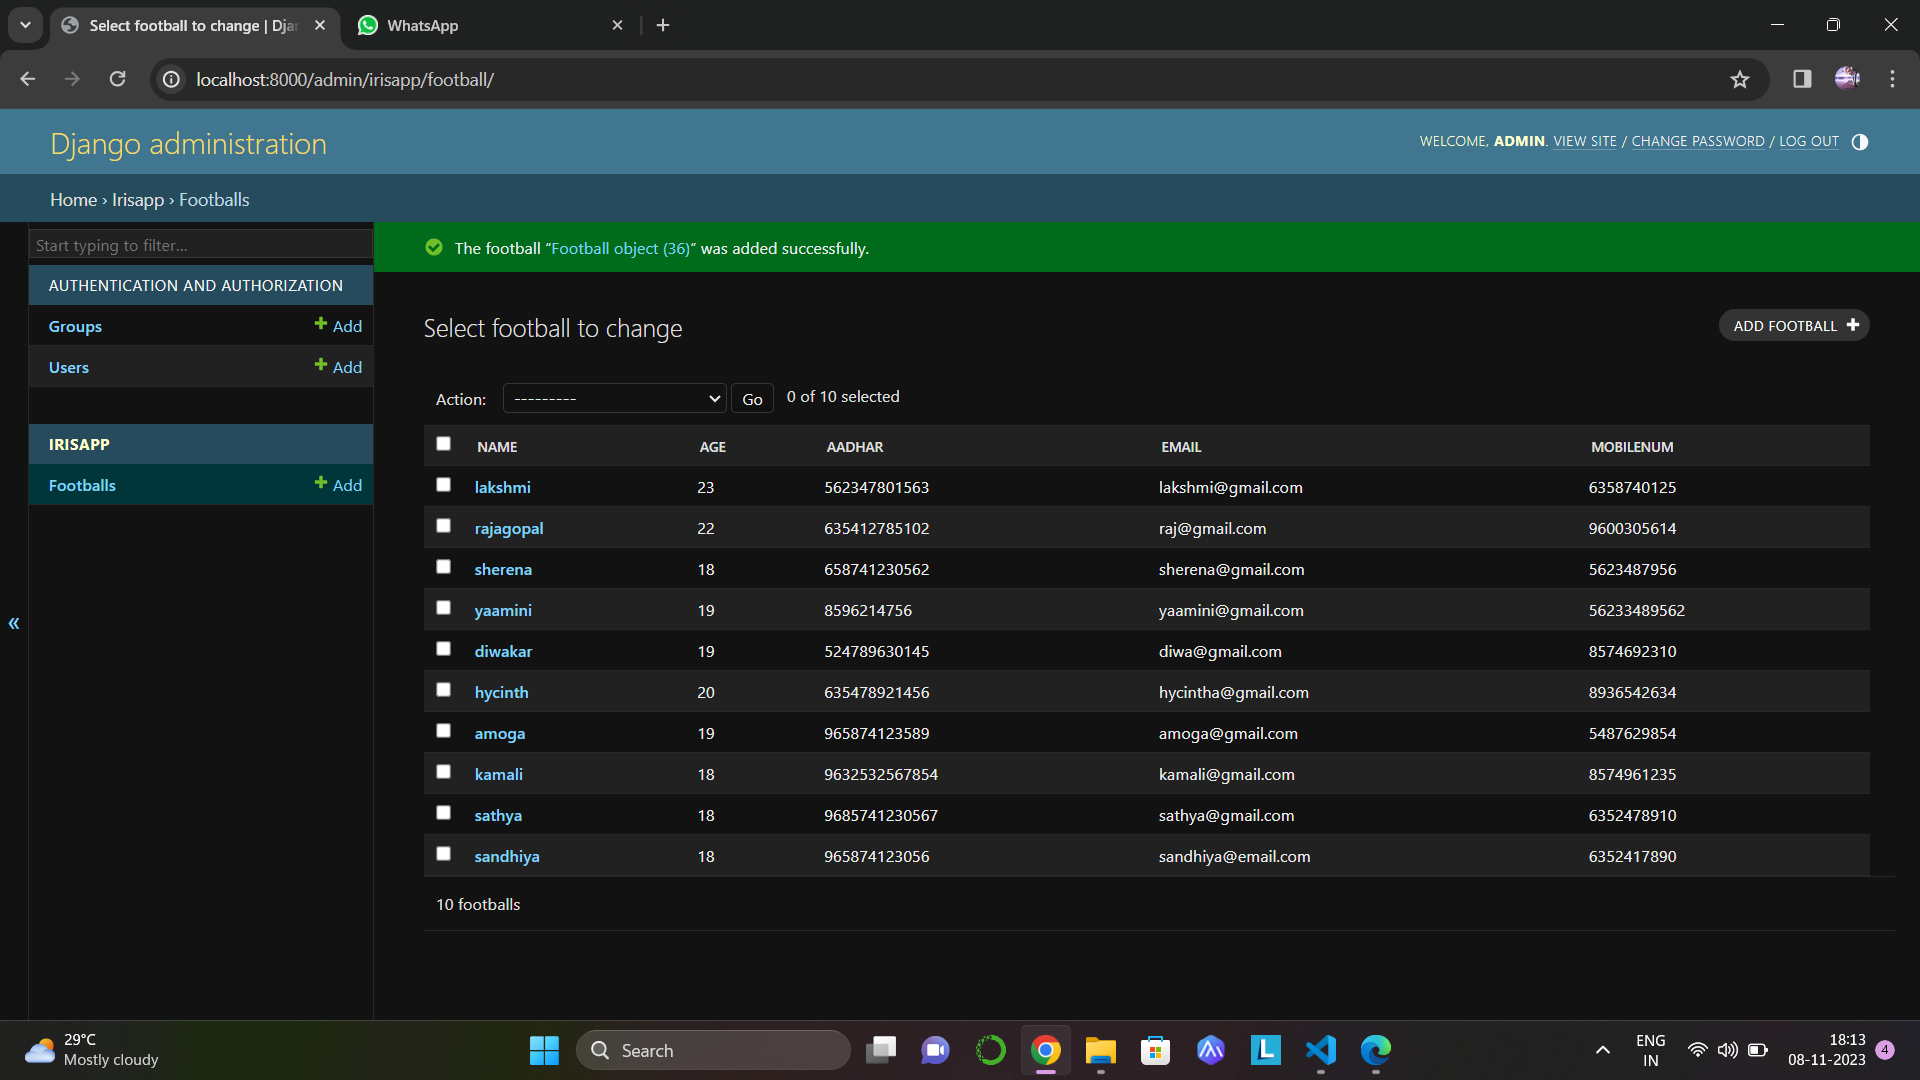 Select football to change | Dja
WhatsApp
localhost:8000/admin/irisapp/football/
Django administration
WELCOME, ADMIN. VIEW SITE / CHANGE PASSWORD / LOG OUT
Home › Irisapp › Footballs
Start typing to filter...
AUTHENTICATION AND AUTHORIZATION
Groups + Add
Users + Add
IRISAPP
Footballs + Add
«
The football “Football object (36)” was added successfully.
Select football to change
ADD FOOTBALL +
Action: --------- Go 0 of 10 selected
NAME AGE AADHAR EMAIL MOBILENUM
lakshmi 23 562347801563 lakshmi@gmail.com 6358740125
rajagopal 22 635412785102 raj@gmail.com 9600305614
sherena 18 658741230562 sherena@gmail.com 5623487956
yaamini 19 8596214756 yaamini@gmail.com 56233489562
diwakar 19 524789630145 diwa@gmail.com 8574692310
hycinth 20 635478921456 hycintha@gmail.com 8936542634
amoga 19 965874123589 amoga@gmail.com 5487629854
kamali 18 9632532567854 kamali@gmail.com 8574961235
sathya 18 9685741230567 sathya@gmail.com 6352478910
sandhiya 18 965874123056 sandhiya@email.com 6352417890
10 footballs
29°C
Mostly cloudy
Search
L
ENG
IN
18:13
08-11-2023
4